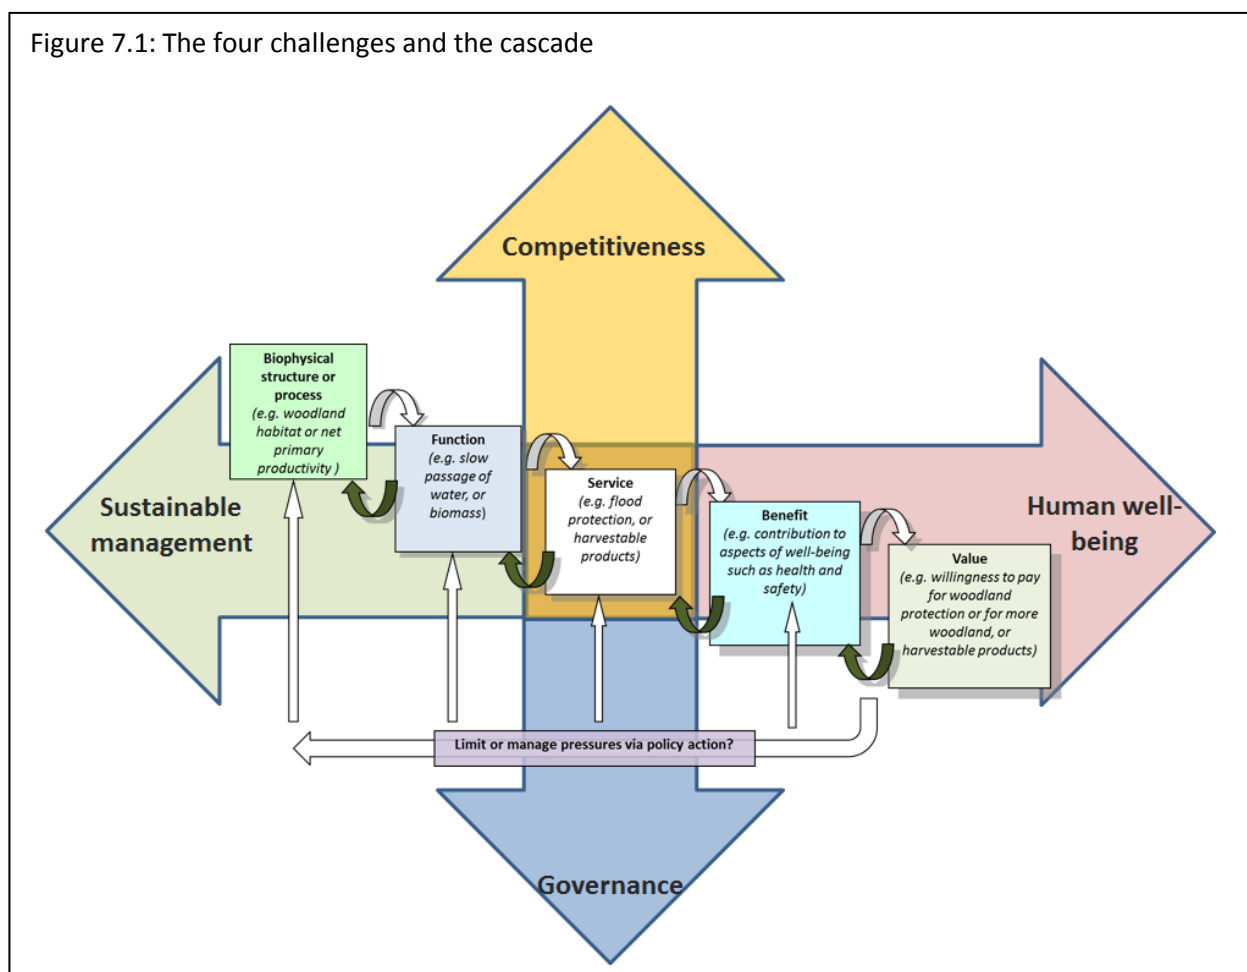 Figure 7.1: The four challenges and the cascade
Competitiveness
Biophysical
structure or
process
(e.g. woodland
habitat or net
primary
productivity )
Function
(e.g. slow
passage of
water, or
biomass)
Service
(e.g. flood
protection, or
harvestable
products)
Benefit
(e.g. contribution to
aspects of well-being
such as health and
safety)
Value
(e.g. willingness to pay
for woodland
protection or for more
woodland, or
harvestable products)
Sustainable
management
Human well-
being
Limit or manage pressures via policy action?
Governance